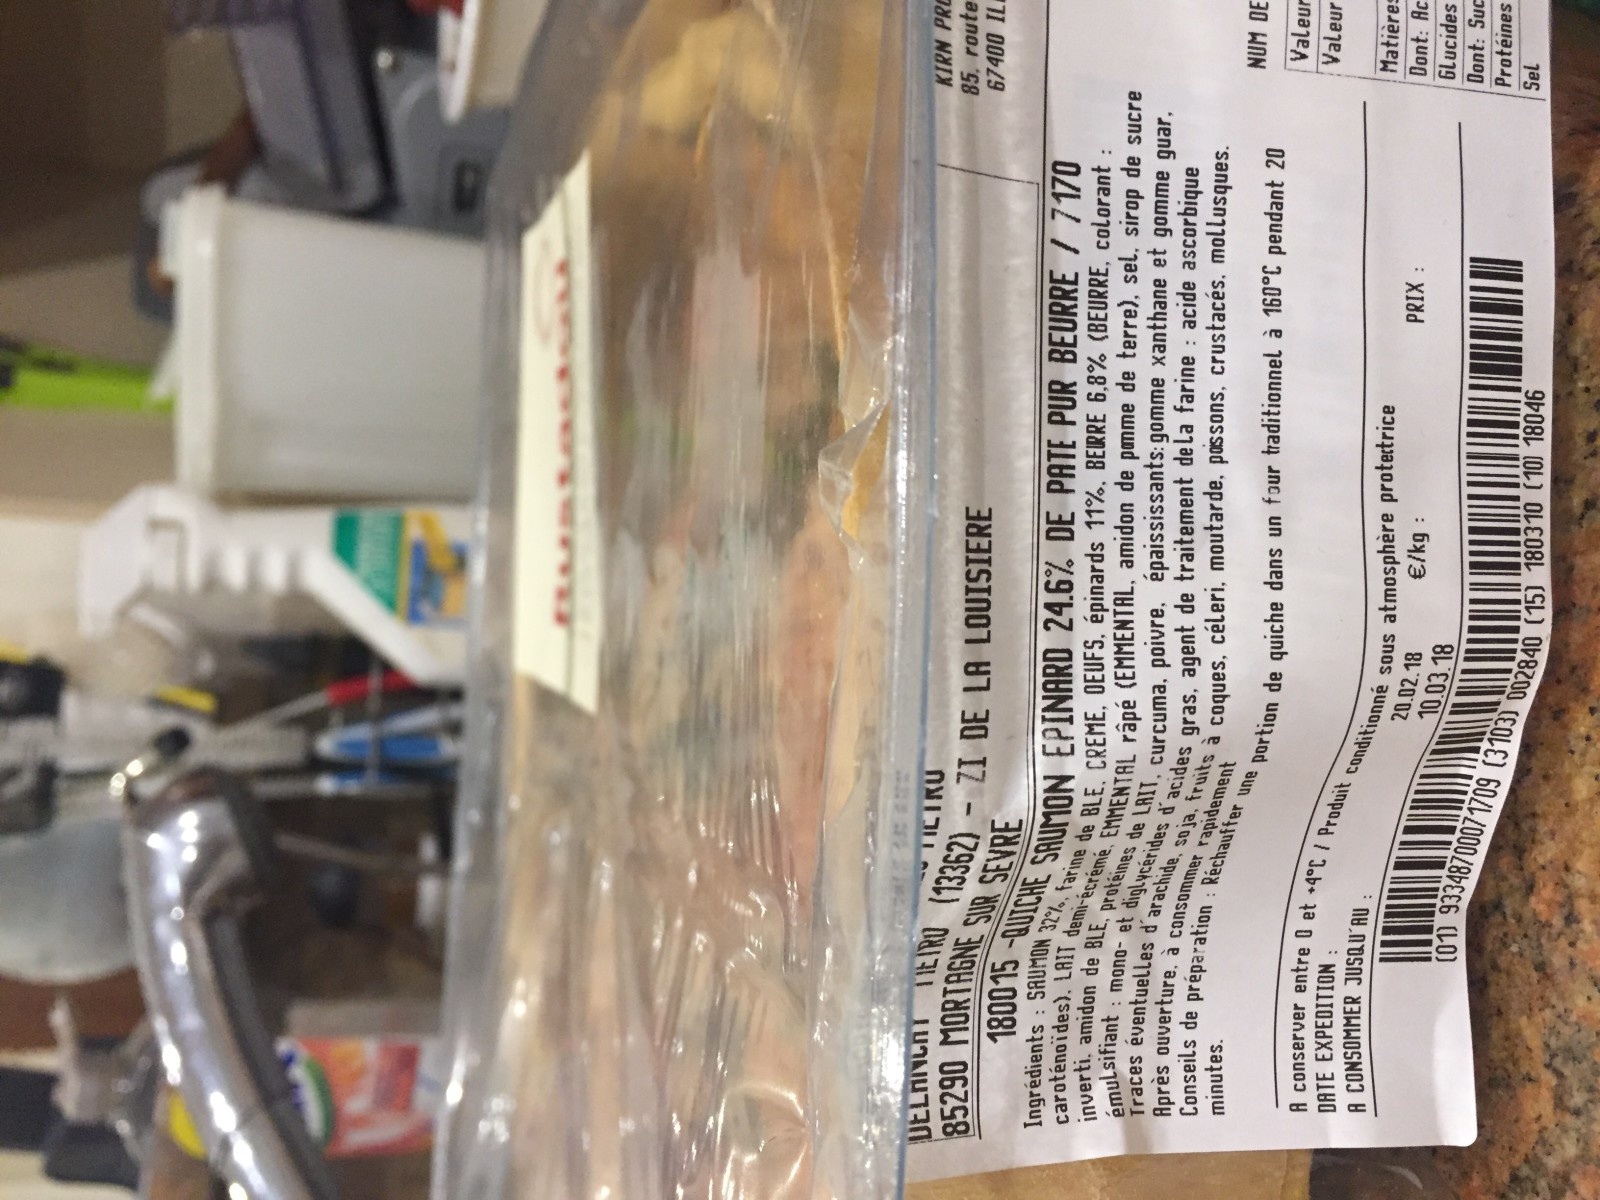 KIRN
85, route
67400
85290 MORTAGNE SUR SEVRE (13362) - ZI DE LA LOUISIERE
180015 -QUICHE SAUMON EPINARD 24.6% DE PATE PUR BEURRE / 7170
Ingrédients : SAUMON 32%, farine de BLE, CREME, OEUFS, épinards 11%, BEURRE 6,8% (BEURRE, colorant :
caroténoïdes), LAIT demi-écrémé, EMMENTAL râpé (EMMENTAL, amidon de pomme de terre), sel, sirop de sucre
inverti, amidon de BLE, protéines de LAIT, curcuma, poivre, épaississants:gomme xanthane et gomme guar,
émulsifiant : mono- et diglycérides d'acides gras, agent de traitement dela farine : acide ascorbique
Traces éventuelles d'arachide, soja, fruits à coques, céleri, moutarde, poissons, crustacés, mollusques.
Après ouverture, à consommer rapidement
Conseils de préparation : Réchauffer une portion de quiche dans un four traditionnel à 160°C pendant 20
minutes.
A conserver entre 0 et +4°C / Produit conditionné sous atmosphère protectrice
DATE EXPEDITION : 20.02.18 €/kg : PRIX :
A CONSOMMER JUSQU'AU : 10.03.18
(01) 93348700071709 (3103) 002840 (15) 180310 (10) 18046
NUM DE
Valeur
Valeur
Matières
Dont: Ac
Glucides
Dont: Suc
Protéines
Sel